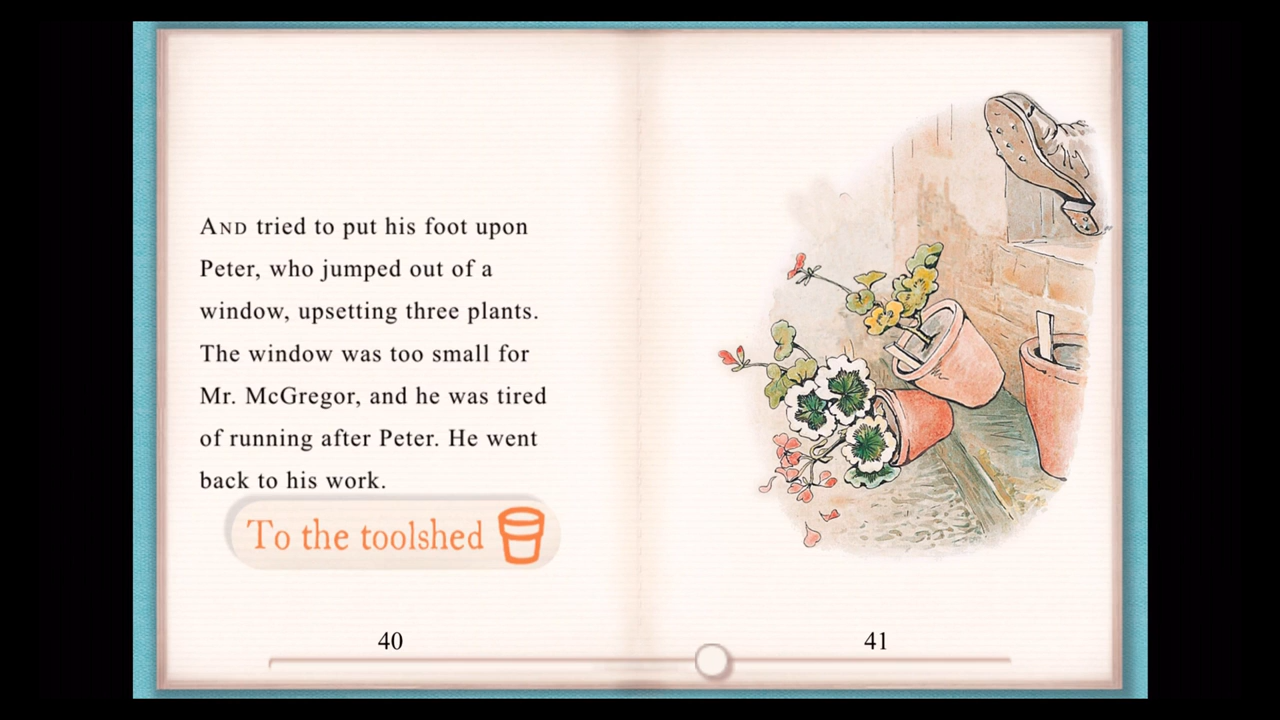 AND tried to put his foot upon
Peter, who jumped out of a
window, upsetting three plants.
The window was too small for
Mr. McGregor, and he was tired
of running after Peter. He went
back to his work.
To the toolshed
40
41